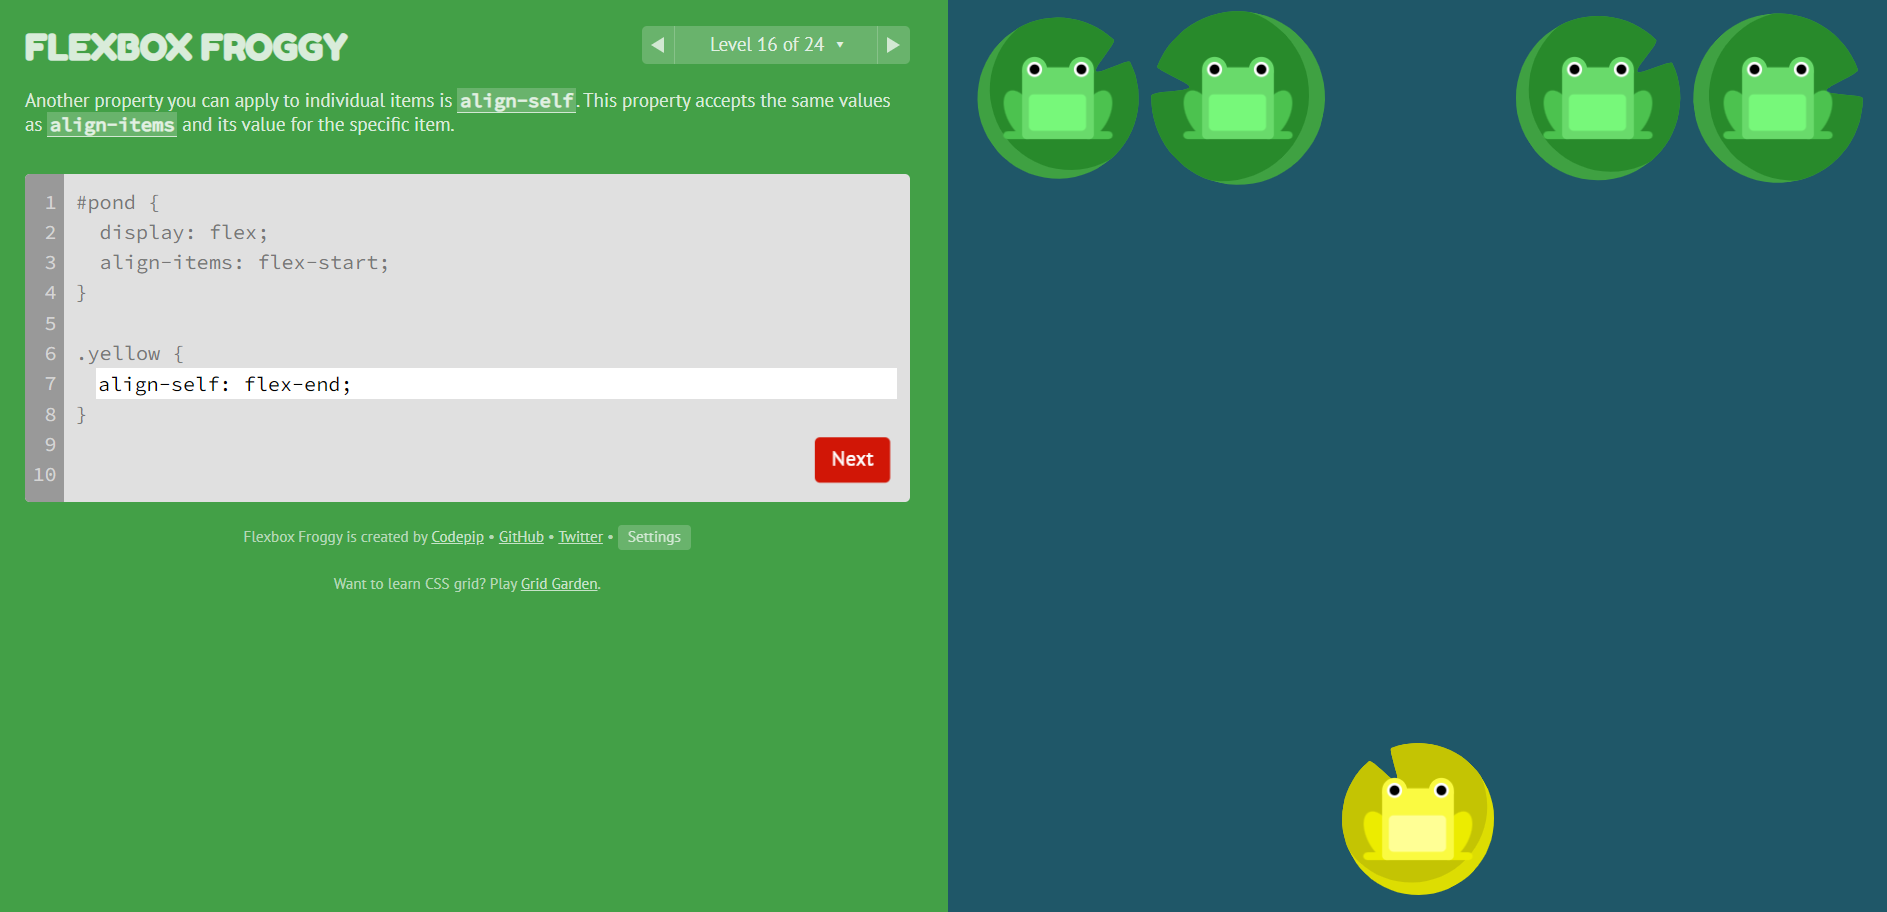 FLEXBOX FROGGY
◀ Level 16 of 24 ▼ ▶
Another property you can apply to individual items is align-self. This property accepts the same values
as align-items and its value for the specific item.
1 #pond {
2   display: flex;
3   align-items: flex-start;
4 }
5
6 .yellow {
7   align-self: flex-end;
8 }
9
10
Next
Flexbox Froggy is created by Codepip • GitHub • Twitter • Settings
Want to learn CSS grid? Play Grid Garden.